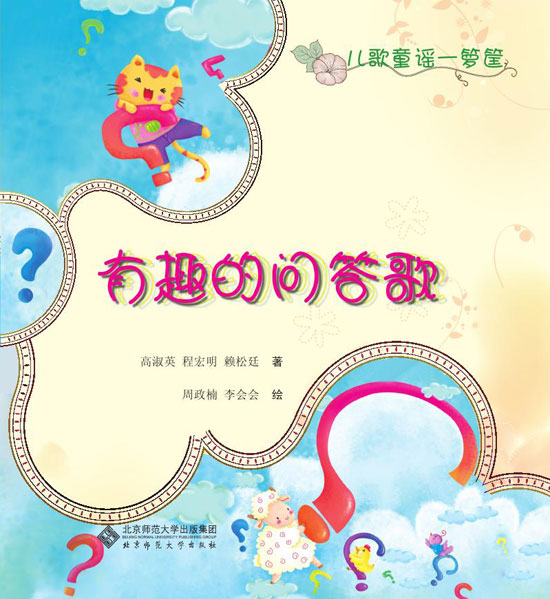 儿歌童谣一箩筐
有趣的问答歌
高淑英 程宏明 赖松廷 著
周政楠 李会会 绘
北京师范大学出版集团
BEIJING NORMAL UNIVERSITY PUBLISHING GROUP
北京师范大学出版社